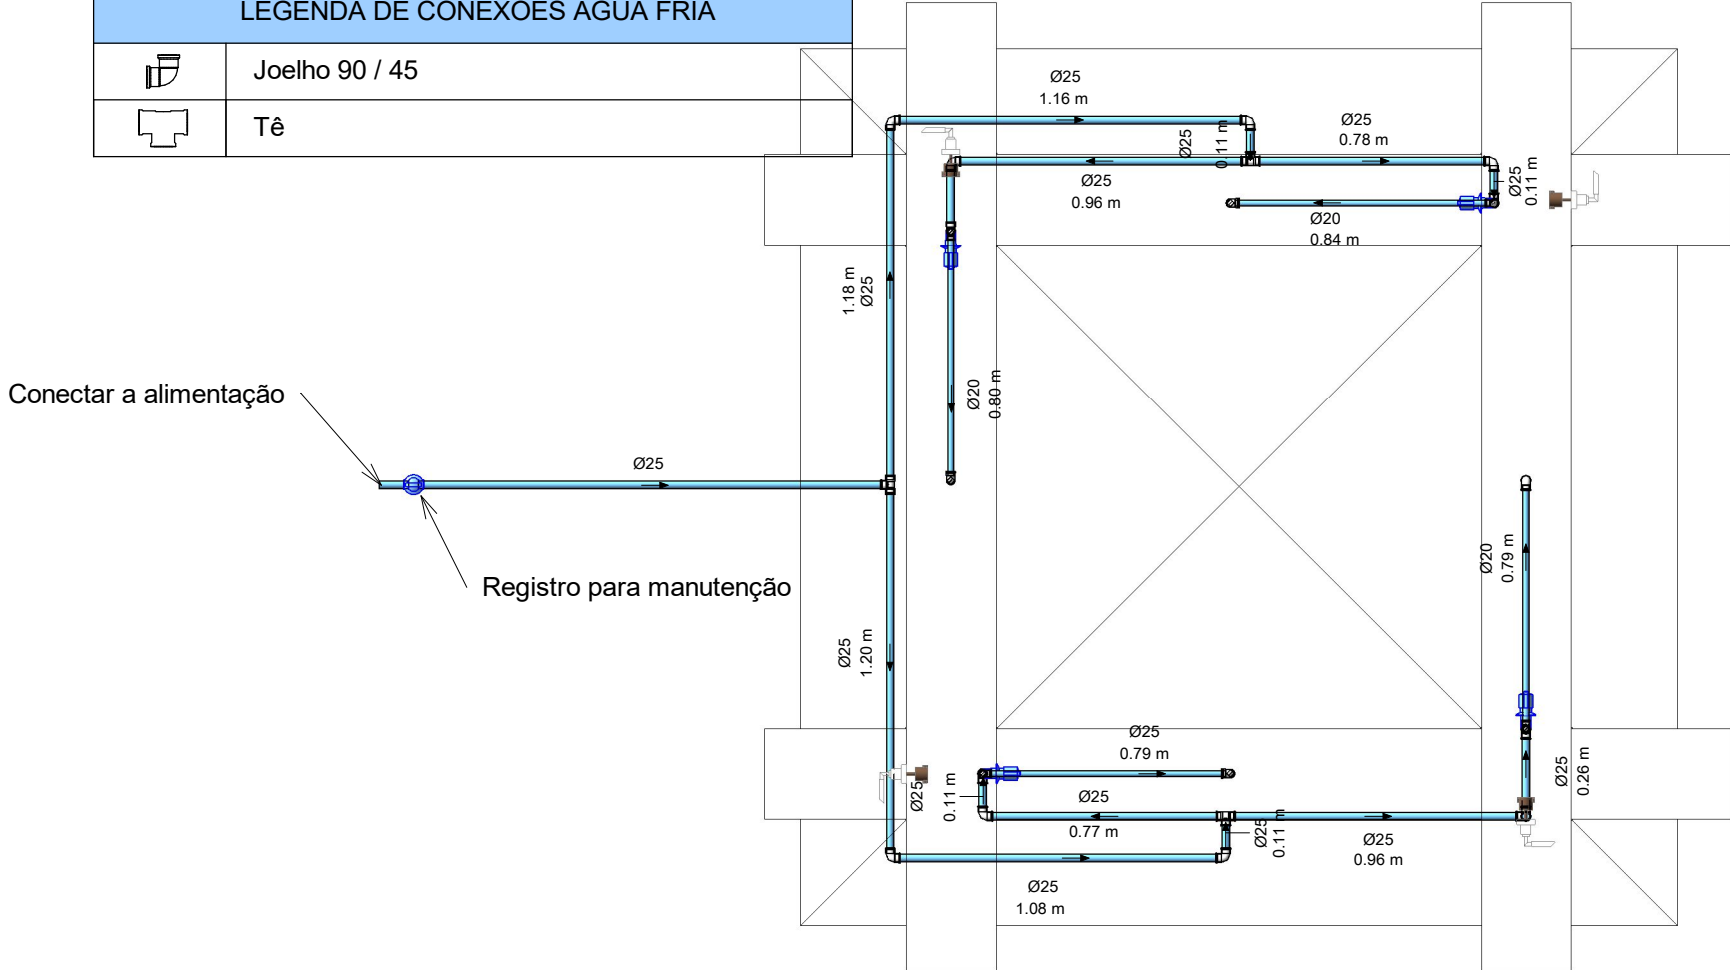 LEGENDA DE CONEXÕES ÁGUA FRIA
Joelho 90 / 45
Tê
Ø25
1.16 m
Ø25
0.11 m
Ø25
0.78 m
Ø25
0.96 m
Ø25
0.11 m
Ø20
0.84 m
1.18 m
Ø25
Ø20
0.80 m
Conectar a alimentação
Ø25
Registro para manutenção
Ø20
0.79 m
Ø25
1.20 m
Ø25
0.79 m
Ø25
0.11 m
Ø25
0.77 m
Ø25
0.11 m
Ø25
0.26 m
Ø25
0.96 m
Ø25
1.08 m